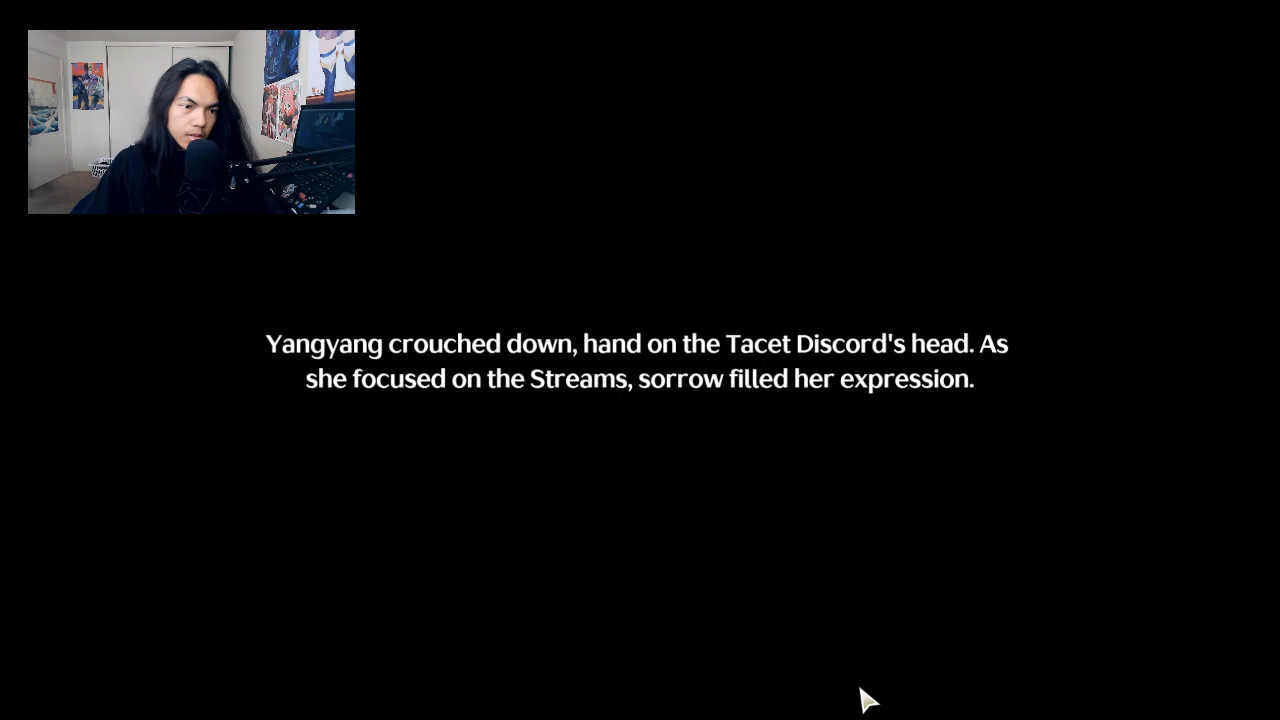 Yangyang crouched down, hand on the Tacet Discord's head. As
she focused on the Streams, sorrow filled her expression.